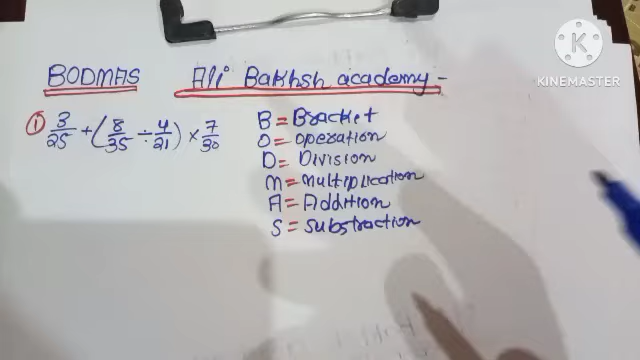 BODMAS Ali Bakhsh academy-
① 3/25 + (8/35 ÷ 4/21) × 7/30
B = Bracket
O = operation
D = Division
M = Multiplication
A = Addition
S = Substraction
K
KINEMASTER